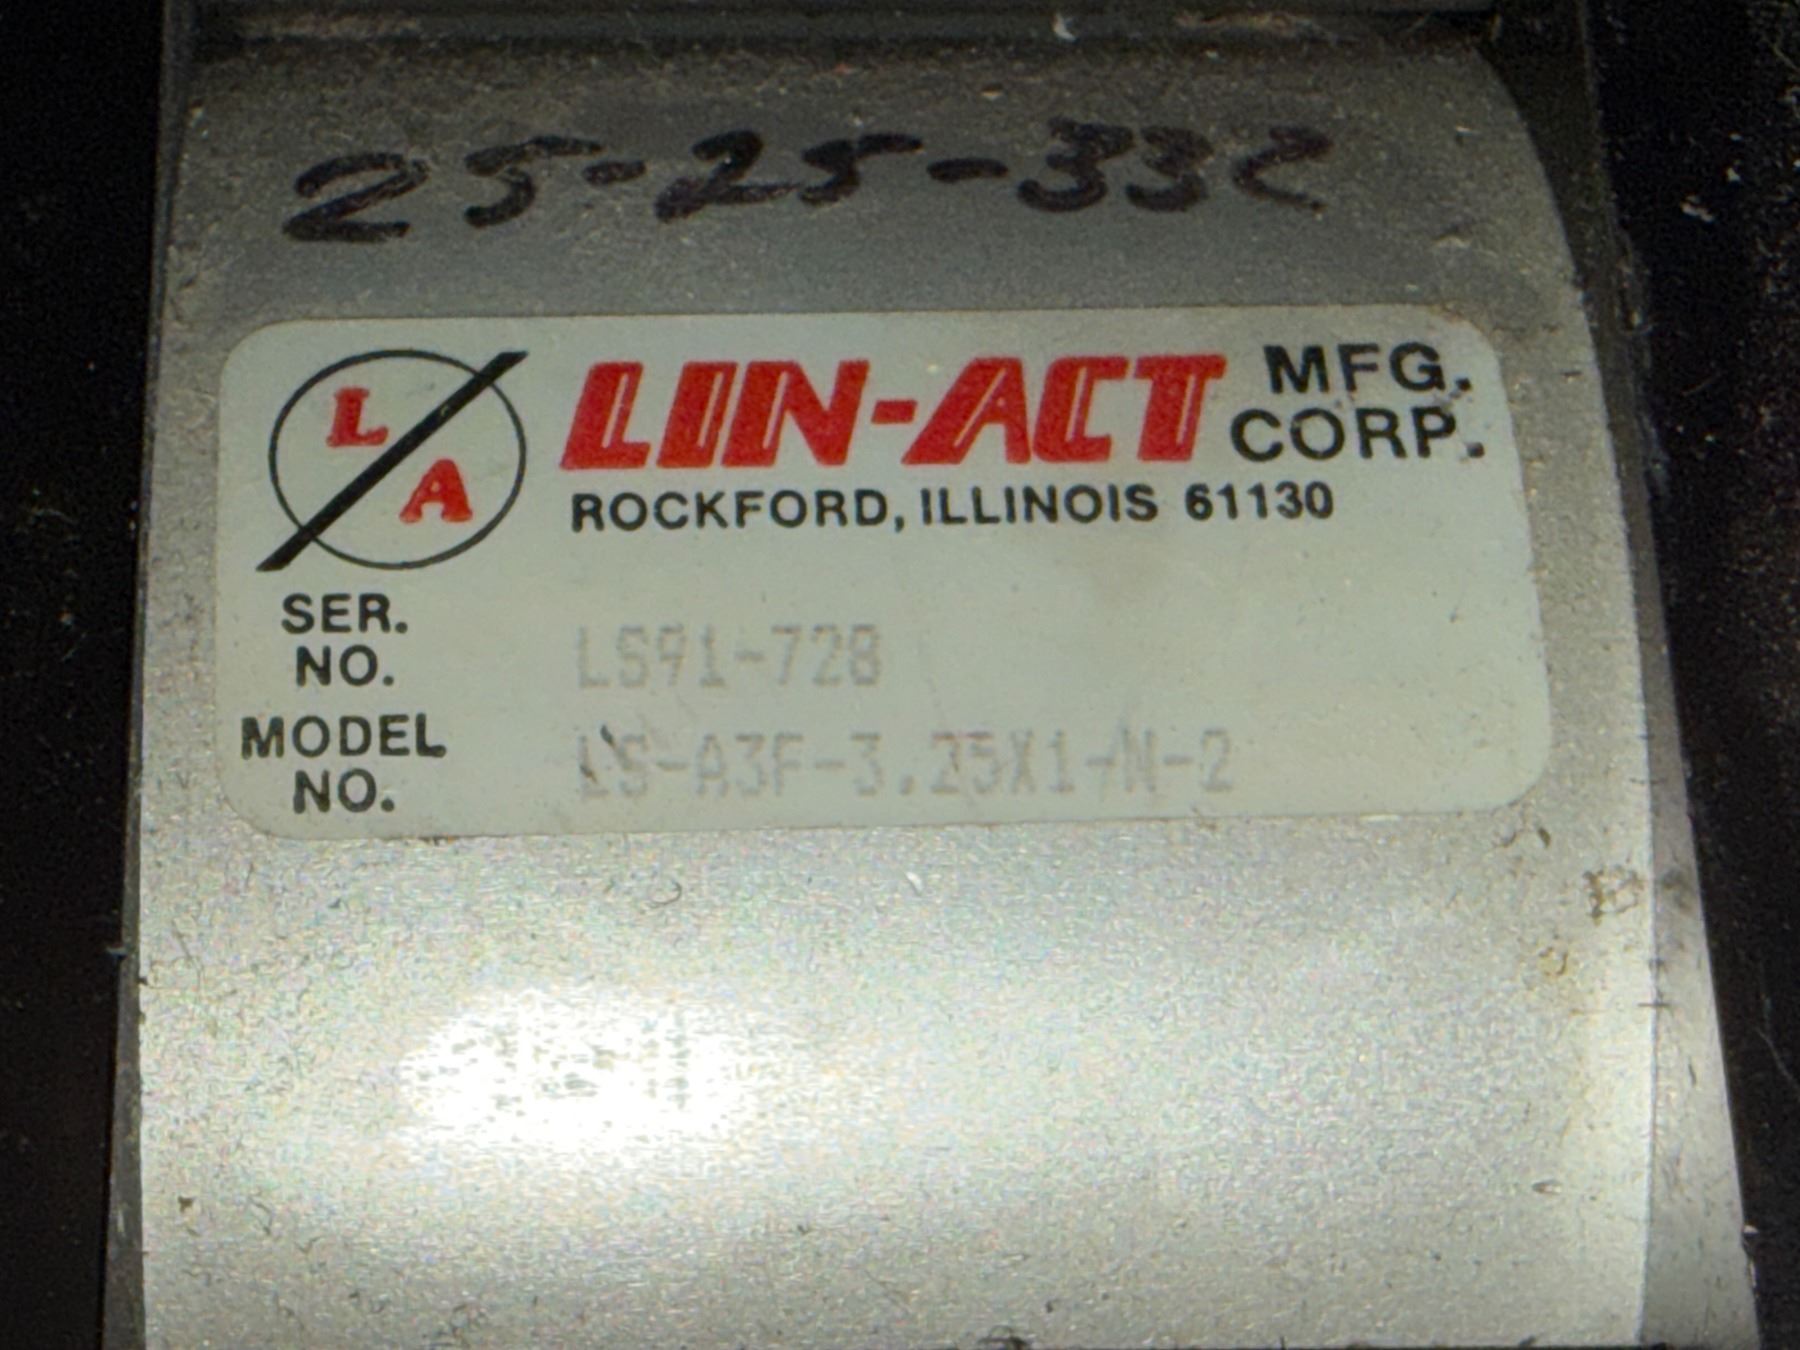 25-25-332
L
A
LIN-ACT MFG. CORP.
ROCKFORD, ILLINOIS 61130
SER. NO. LS91-728
MODEL NO. LS-A3F-3.25X1-N-2